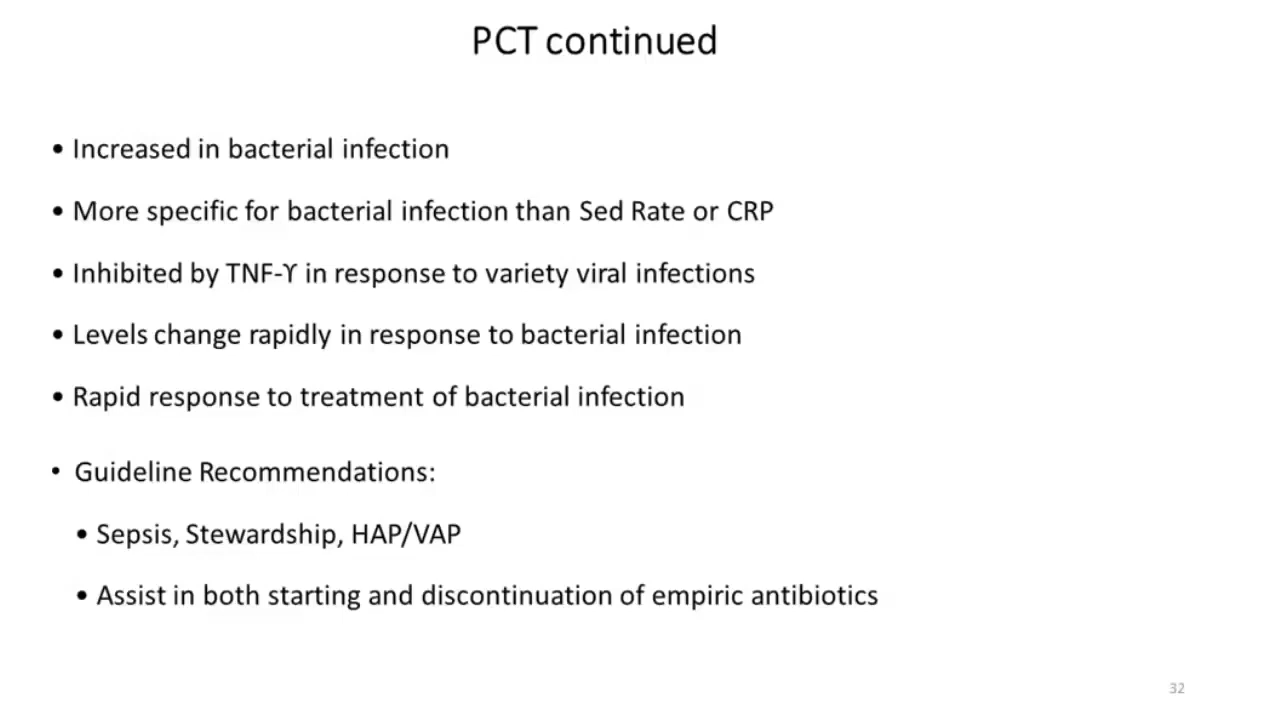 PCT continued
• Increased in bacterial infection
• More specific for bacterial infection than Sed Rate or CRP
• Inhibited by TNF-ϒ in response to variety viral infections
• Levels change rapidly in response to bacterial infection
• Rapid response to treatment of bacterial infection
• Guideline Recommendations:
• Sepsis, Stewardship, HAP/VAP
• Assist in both starting and discontinuation of empiric antibiotics
32